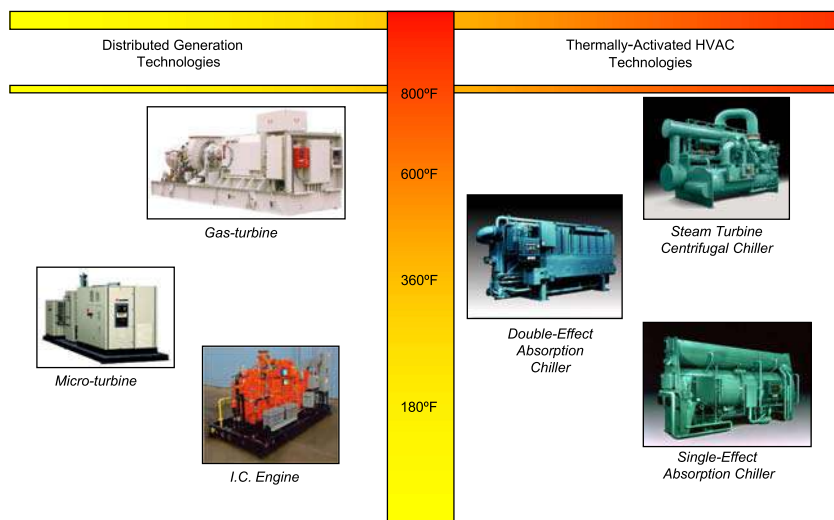 Distributed Generation
Technologies
Thermally-Activated HVAC
Technologies
800ºF
600ºF
Gas-turbine
Steam Turbine
Centrifugal Chiller
360ºF
Double-Effect
Absorption
Chiller
Micro-turbine
180ºF
I.C. Engine
Single-Effect
Absorption Chiller